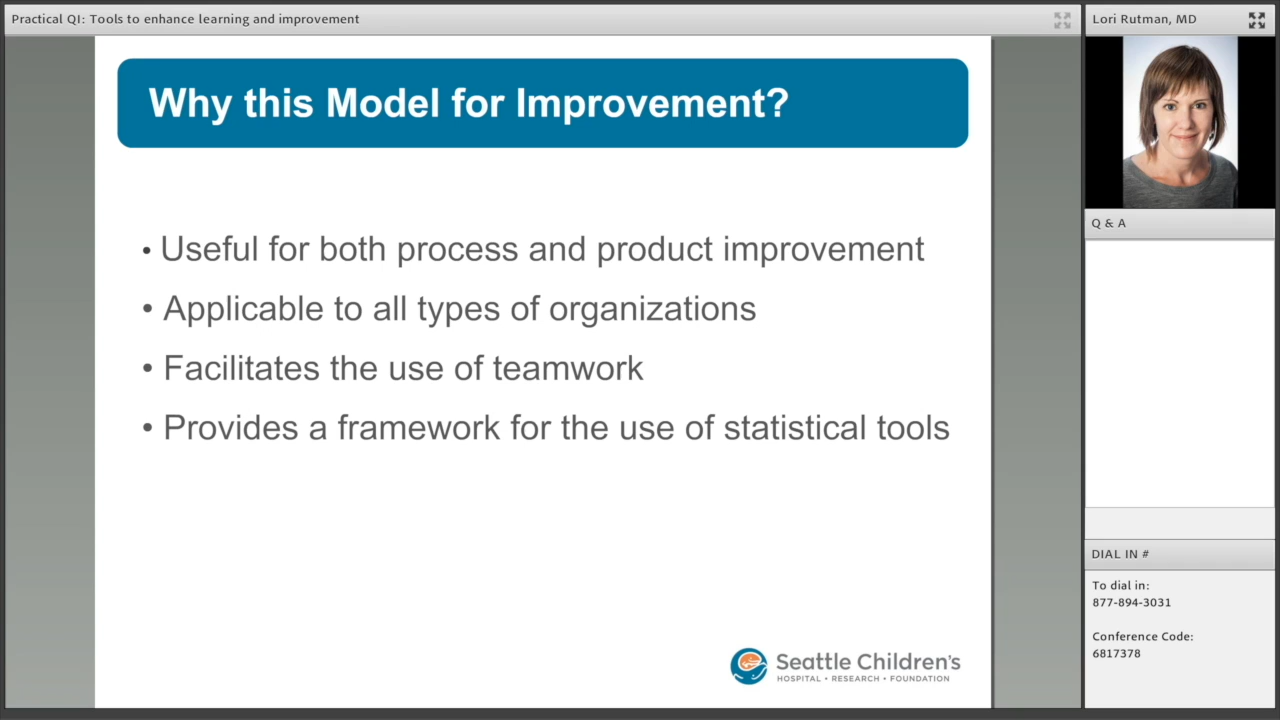 Practical QI: Tools to enhance learning and improvement
Lori Rutman, MD
Why this Model for Improvement?
• Useful for both process and product improvement
• Applicable to all types of organizations
• Facilitates the use of teamwork
• Provides a framework for the use of statistical tools
Seattle Children's
HOSPITAL • RESEARCH • FOUNDATION
Q & A
DIAL IN #
To dial in:
877-894-3031
Conference Code:
6817378